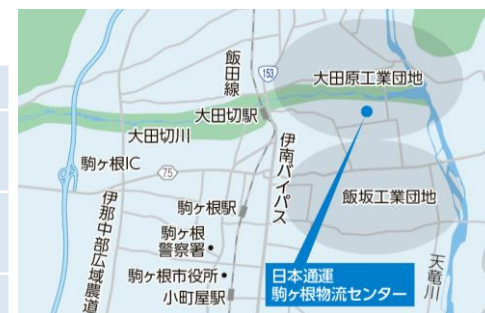 飯田線
153
大田原工業団地
大田切駅
大田切川
伊南バイパス
駒ヶ根IC
75
飯坂工業団地
伊那中部広域農道
駒ヶ根駅
駒ヶ根
警察署
天竜川
駒ヶ根市役所
小町屋駅
日本通運
駒ヶ根物流センター